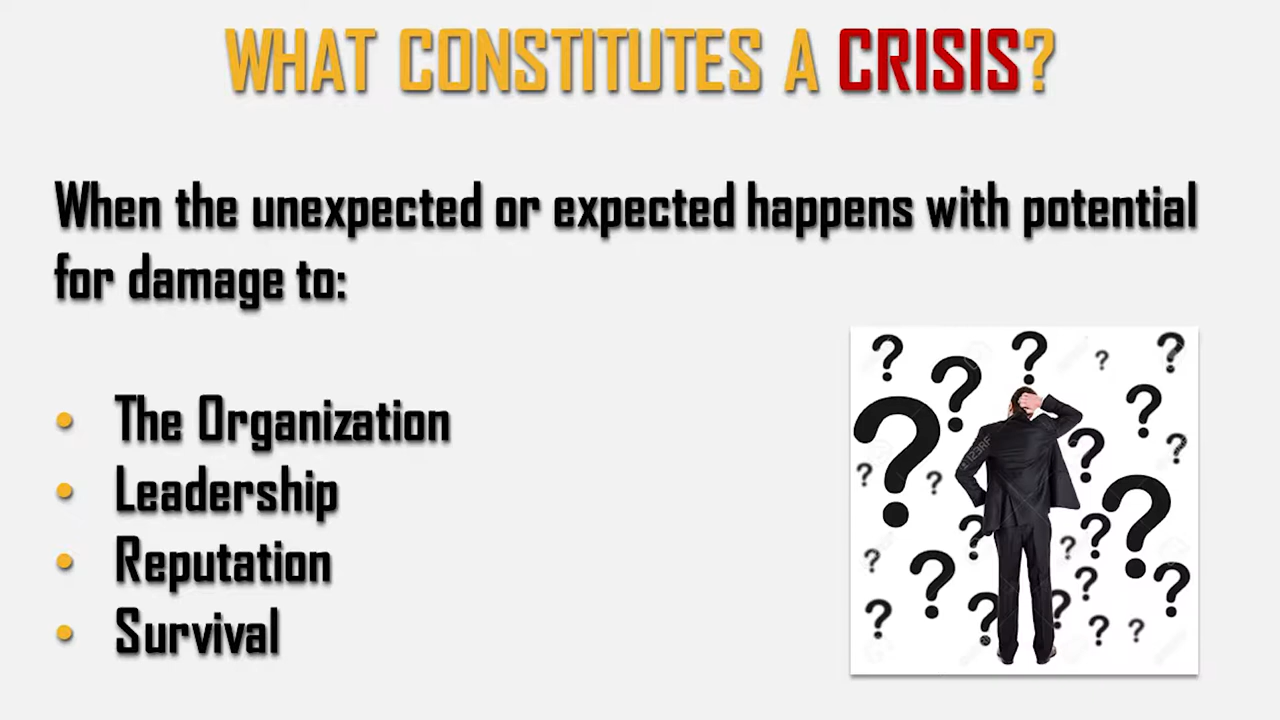 WHAT CONSTITUTES A CRISIS?
When the unexpected or expected happens with potential
for damage to:
• The Organization
• Leadership
• Reputation
• Survival
123RF